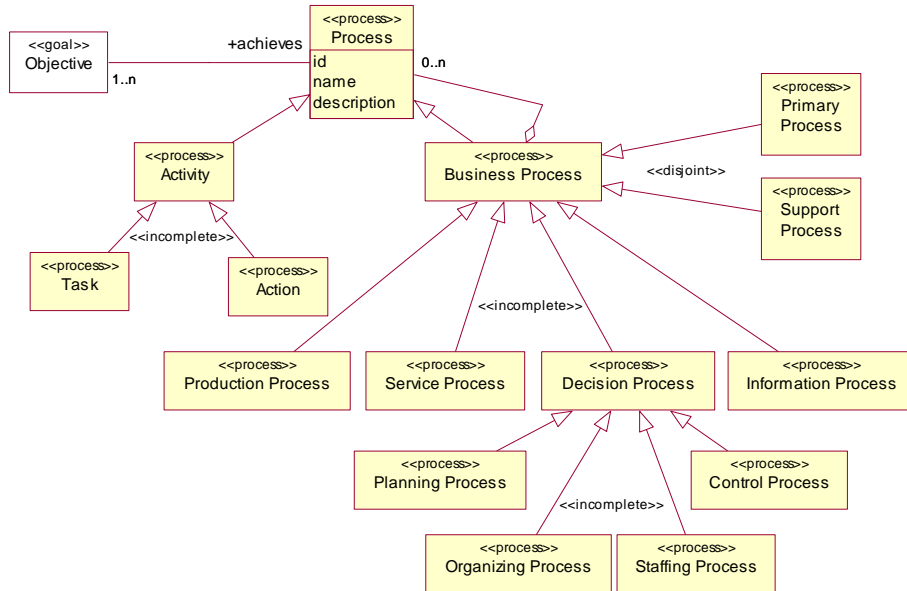 <<process>>
Process
id
name
description
<<goal>>
Objective
+achieves
1..n
0..n
<<process>>
Primary
Process
<<process>>
Activity
<<process>>
Business Process
<<disjoint>>
<<process>>
Support
Process
<<incomplete>>
<<process>>
Task
<<process>>
Action
<<incomplete>>
<<process>>
Production Process
<<process>>
Service Process
<<process>>
Decision Process
<<process>>
Information Process
<<process>>
Planning Process
<<process>>
Control Process
<<incomplete>>
<<process>>
Organizing Process
<<process>>
Staffing Process